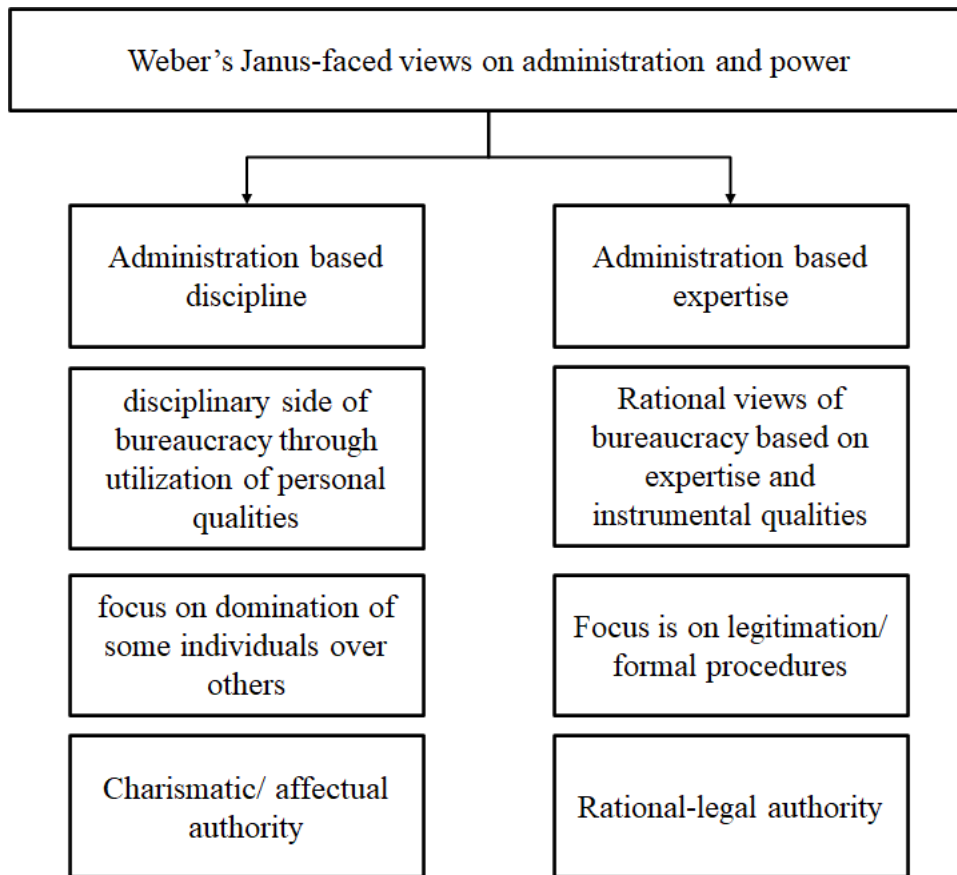 Weber’s Janus-faced views on administration and power
Administration based
discipline
disciplinary side of
bureaucracy through
utilization of personal
qualities
focus on domination of
some individuals over
others
Charismatic/ affectual
authority
Administration based
expertise
Rational views of
bureaucracy based on
expertise and
instrumental qualities
Focus is on legitimation/
formal procedures
Rational-legal authority